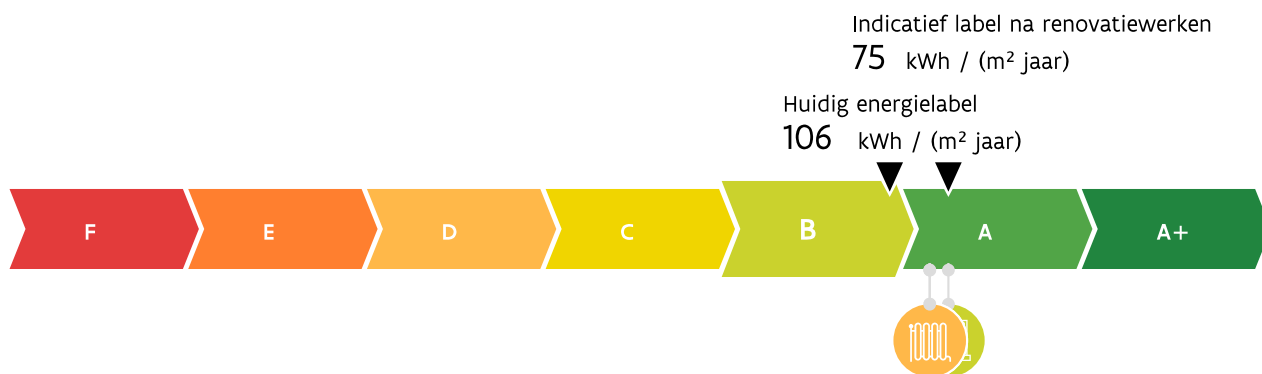 Indicatief label na renovatiewerken
75 kWh / (m² jaar)
Huidig energielabel
106 kWh / (m² jaar)
F E D C B A A+